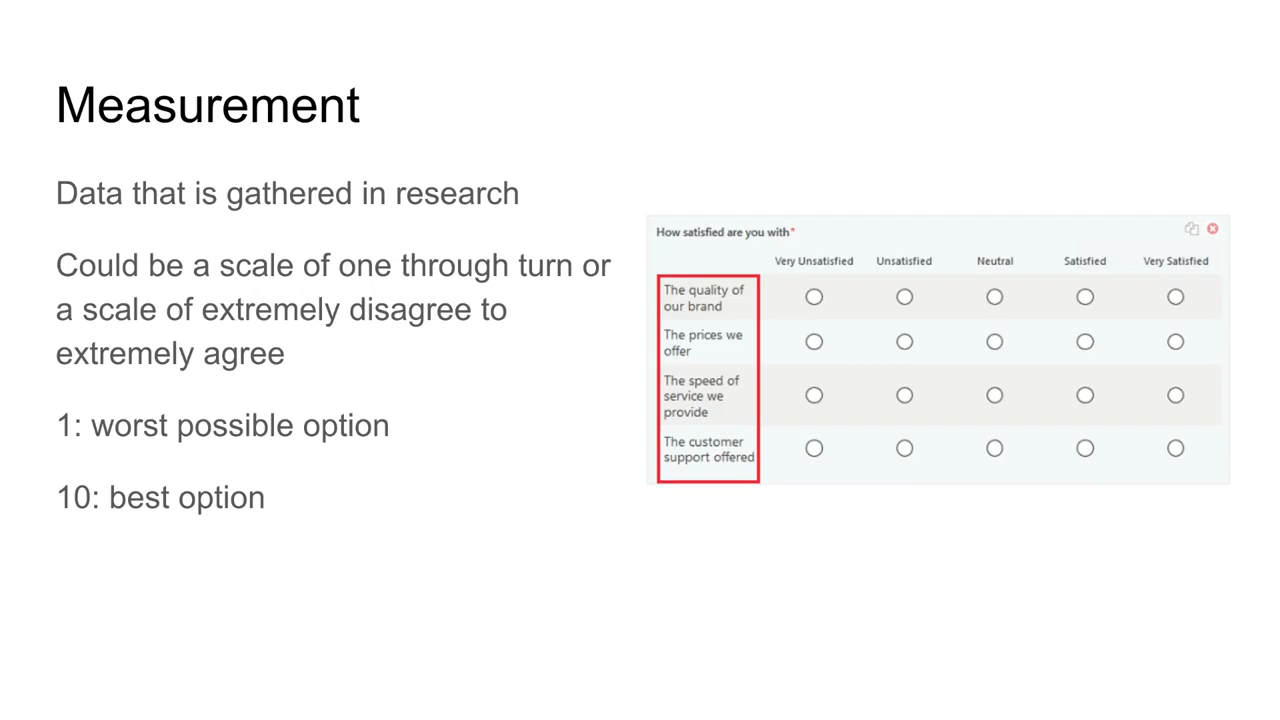 Measurement
Data that is gathered in research
Could be a scale of one through turn or
a scale of extremely disagree to
extremely agree
1: worst possible option
10: best option
How satisfied are you with*
Very Unsatisfied Unsatisfied Neutral Satisfied Very Satisfied
The quality of
our brand
The prices we
offer
The speed of
service we
provide
The customer
support offered